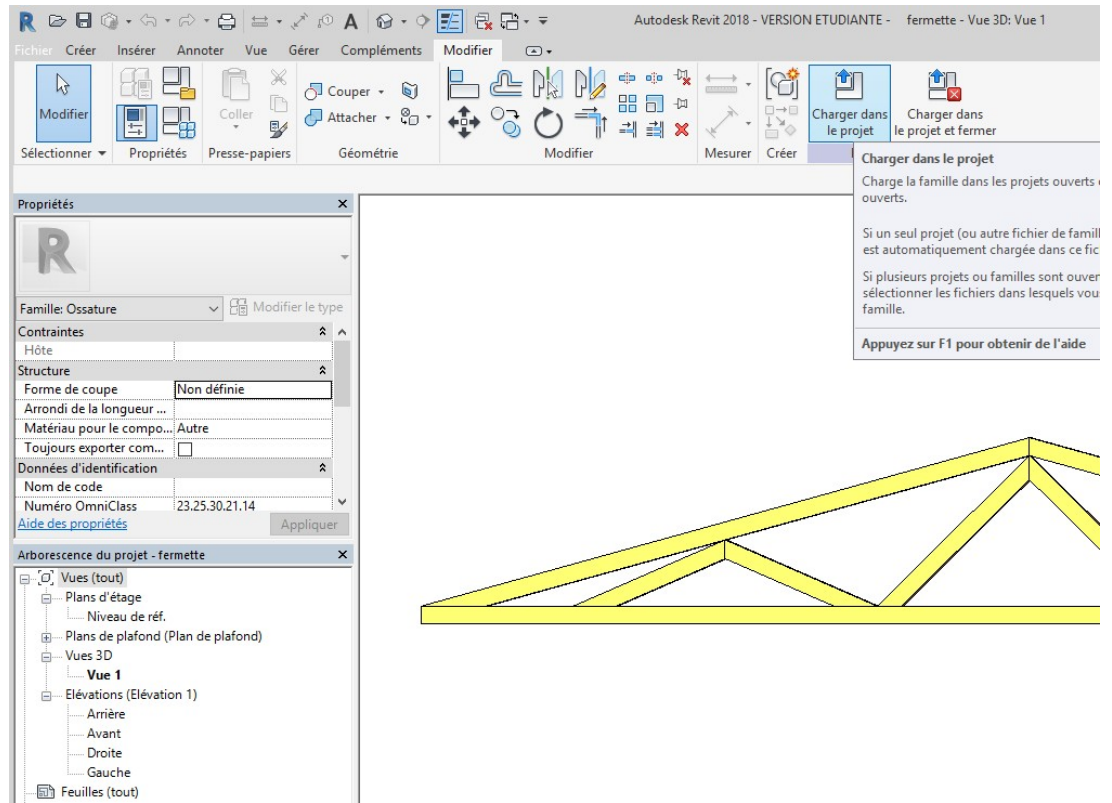 Autodesk Revit 2018 - VERSION ETUDIANTE - fermette - Vue 3D: Vue 1
Fichier Créer Insérer Annoter Vue Gérer Compléments Modifier
Modifier
Coller
Couper
Attacher
Charger dans le projet
Charger dans le projet et fermer
Sélectionner Propriétés Presse-papiers Géométrie Modifier Mesurer Créer
Charger dans le projet
Charge la famille dans les projets ouverts
ouverts.
Si un seul projet (ou autre fichier de famill
est automatiquement chargée dans ce fic
Si plusieurs projets ou familles sont ouver
sélectionner les fichiers dans lesquels vous
famille.
Appuyez sur F1 pour obtenir de l'aide
Propriétés
Famille: Ossature
Modifier le type
Contraintes
Hôte
Structure
Forme de coupe Non définie
Arrondi de la longueur ...
Matériau pour le compo... Autre
Toujours exporter com...
Données d'identification
Nom de code
Numéro OmniClass 23.25.30.21.14
Aide des propriétés Appliquer
Arborescence du projet - fermette
Vues (tout)
Plans d'étage
Niveau de réf.
Plans de plafond (Plan de plafond)
Vues 3D
Vue 1
Elévations (Elévation 1)
Arrière
Avant
Droite
Gauche
Feuilles (tout)